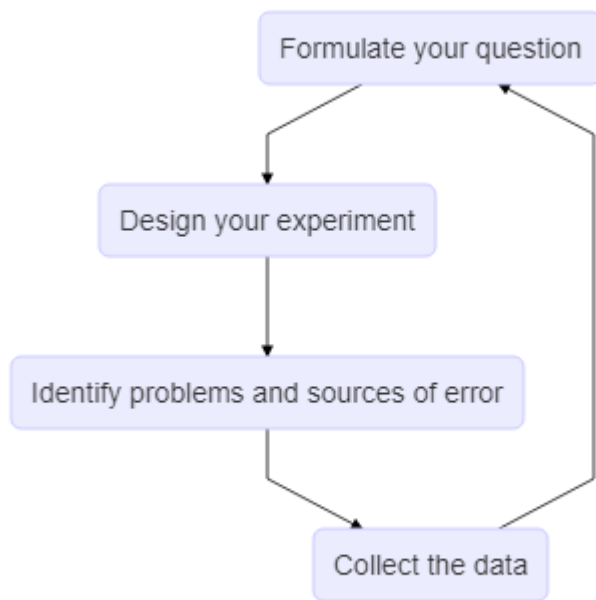 Formulate your question
Design your experiment
Identify problems and sources of error
Collect the data